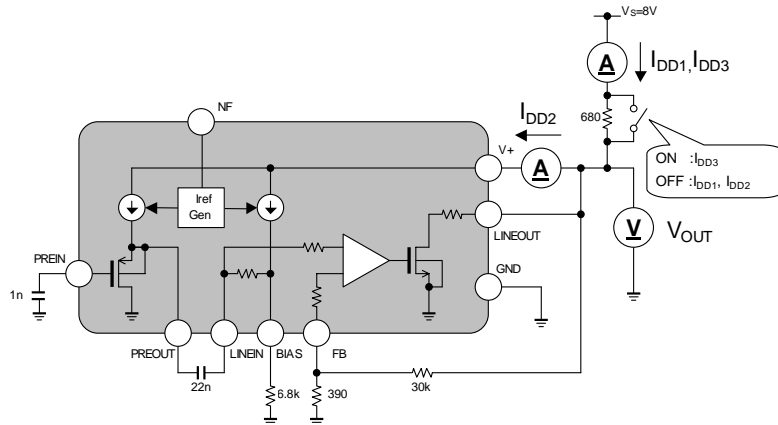 VS=8V
A
IDD1,IDD3
680
ON :IDD3
OFF :IDD1, IDD2
NF
IDD2
V+
A
Iref
Gen
LINEOUT
V
VOUT
PREIN
1n
GND
PREOUT
LINEIN
BIAS
FB
22n
6.8k
390
30k